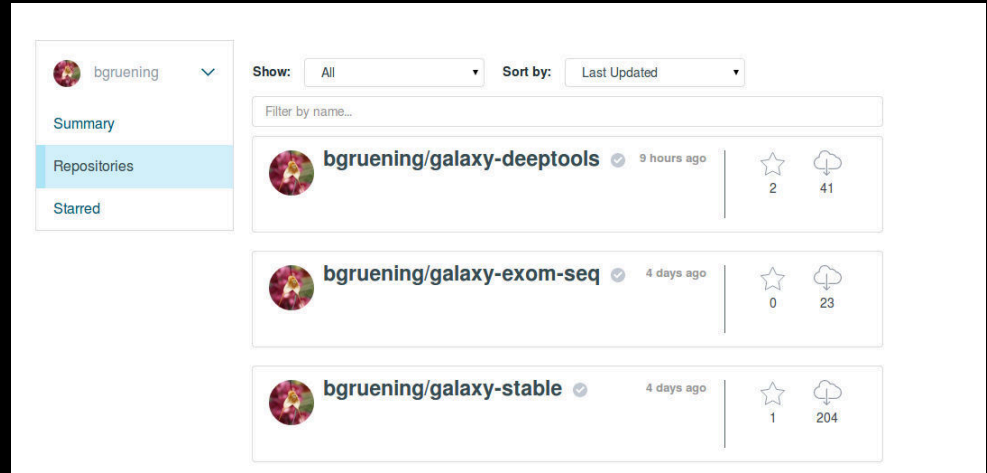 bgruening
Summary
Repositories
Starred
Show: All Sort by: Last Updated
Filter by name...
bgruening/galaxy-deeptools 9 hours ago
2 41
bgruening/galaxy-exom-seq 4 days ago
0 23
bgruening/galaxy-stable 4 days ago
1 204